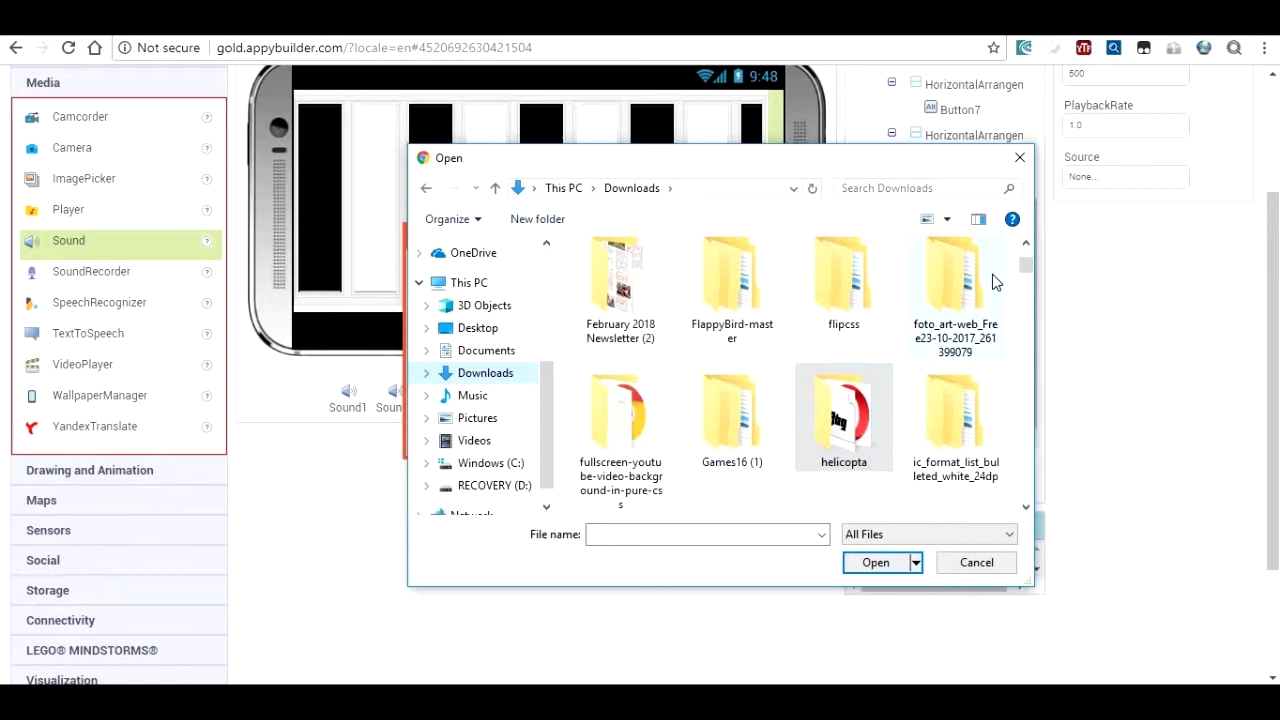 Not secure
gold.appybuilder.com/?locale=en#4520692630421504
Media
Camcorder ?
Camera ?
ImagePicker ?
Player ?
Sound ?
SoundRecorder ?
SpeechRecognizer ?
TextToSpeech ?
VideoPlayer ?
WallpaperManager ?
YandexTranslate ?
Drawing and Animation
Maps
Sensors
Social
Storage
Connectivity
LEGO® MINDSTORMS®
Visualization
9:48
Sound1 Soun
HorizontalArrangen
Button7
HorizontalArrangen
500
PlaybackRate
1.0
Source
None...
Open
This PC
Downloads
Search Downloads
Organize
New folder
OneDrive
This PC
3D Objects
Desktop
Documents
Downloads
Music
Pictures
Videos
Windows (C:)
RECOVERY (D:)
Network
February 2018
Newsletter (2)
FlappyBird-mast
er
flipcss
foto_art-web_Fre
e23-10-2017_261
399079
fullscreen-youtu
be-video-backgr
ound-in-pure-cs
s
Games16 (1)
helicopta
ic_format_list_bul
leted_white_24dp
File name:
All Files
Open
Cancel